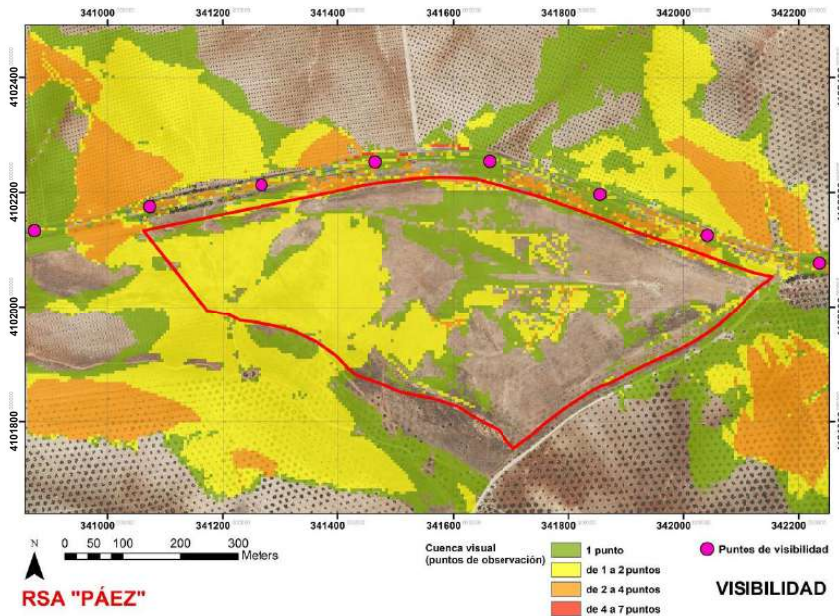 341000 341200 341400 341600 341800 342000 342200
4102400
4102200
4102000
4101800
341000 341200 341400 341600 341800 342000 342200
N
0 50 100 200 300
Meters
RSA "PÁEZ"
Cuenca visual
(puntos de observación)
1 punto
de 1 a 2 puntos
de 2 a 4 puntos
de 4 a 7 puntos
Puntos de visibilidad
VISIBILIDAD